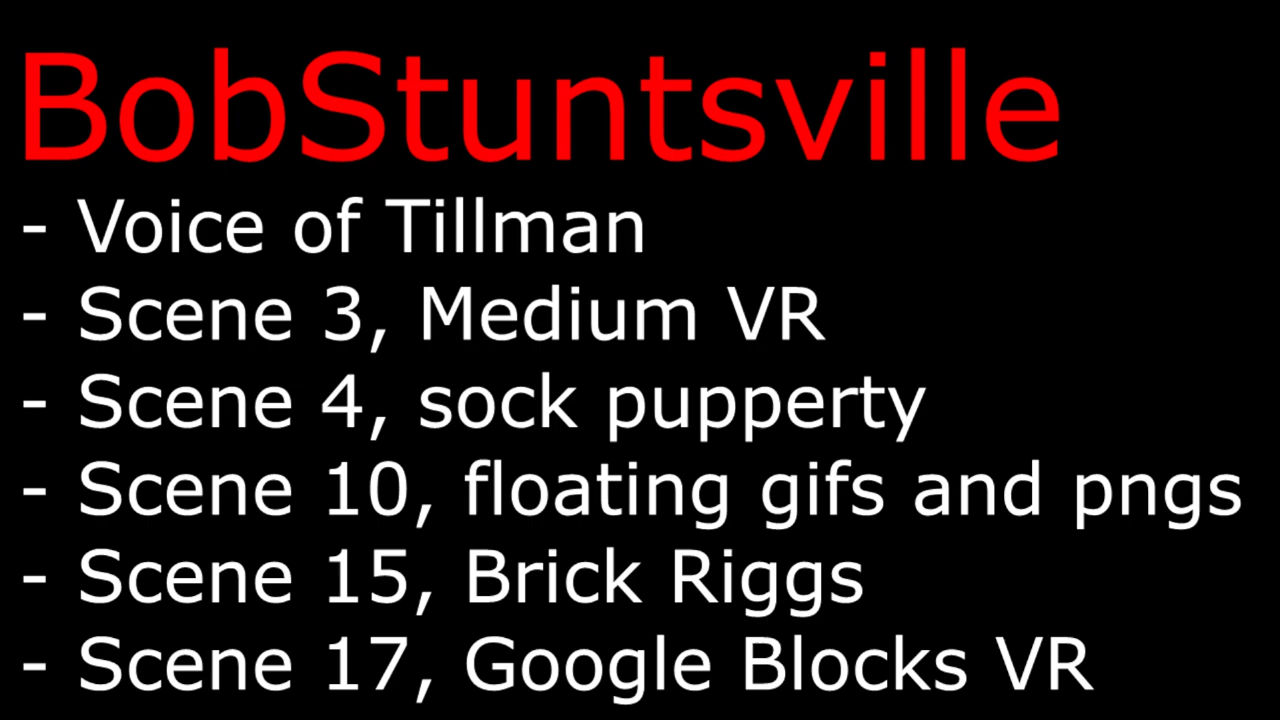 BobStuntsville
- Voice of Tillman
- Scene 3, Medium VR
- Scene 4, sock pupperty
- Scene 10, floating gifs and pngs
- Scene 15, Brick Riggs
- Scene 17, Google Blocks VR